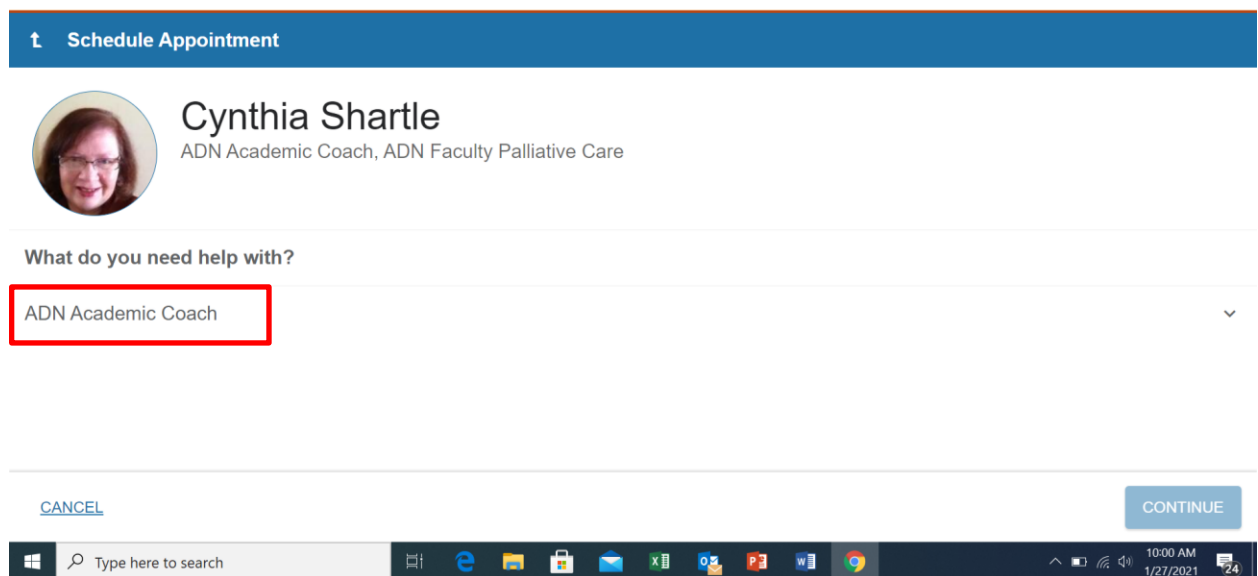 Schedule Appointment
Cynthia Shartle
ADN Academic Coach, ADN Faculty Palliative Care
What do you need help with?
ADN Academic Coach
CANCEL
CONTINUE
Type here to search
10:00 AM
1/27/2021
24